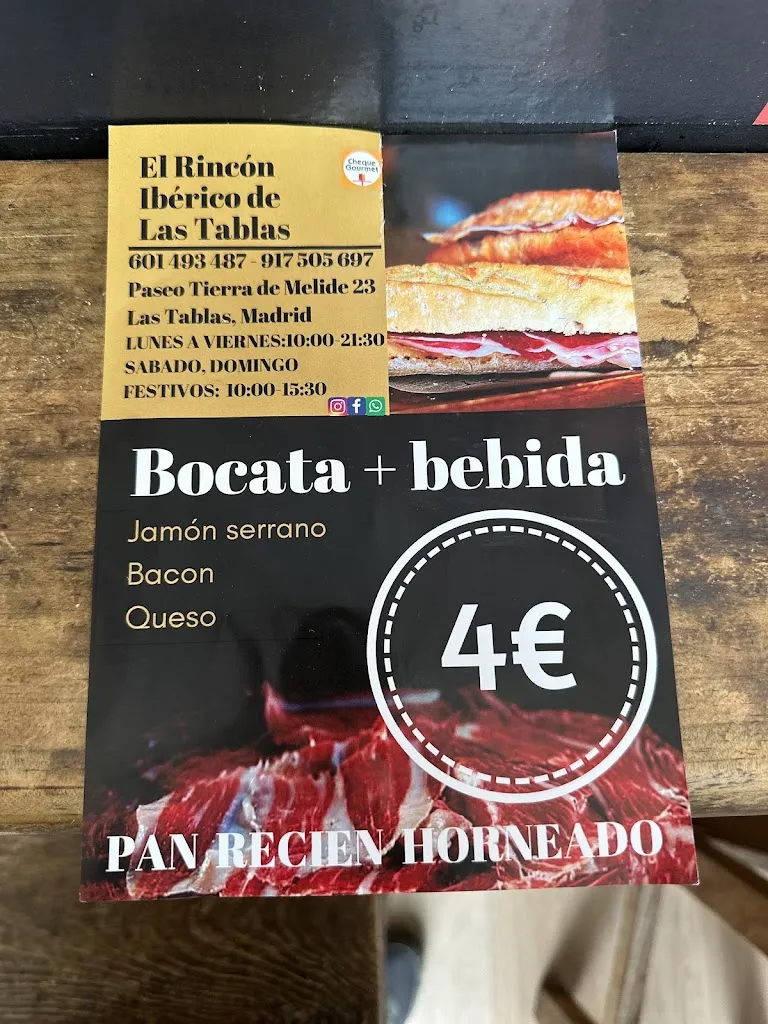 El Rincón
Ibérico de
Las Tablas
Cheque
Gourmet
601 493 487 - 917 505 697
Paseo Tierra de Melide 23
Las Tablas, Madrid
LUNES A VIERNES:10:00-21:30
SABADO, DOMINGO
FESTIVOS: 10:00-15:30
Bocata + bebida
Jamón serrano
Bacon
Queso
4€
PAN RECIEN HORNEADO